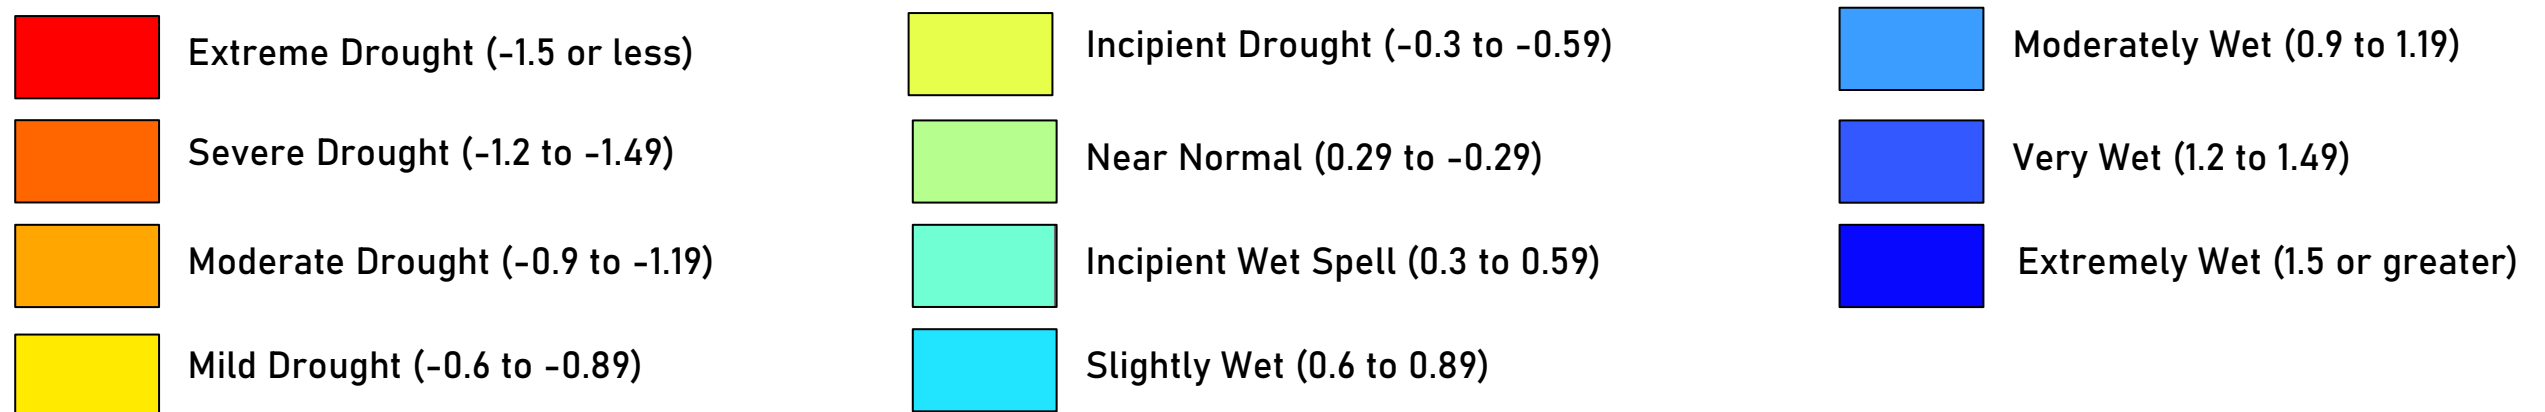 Extreme Drought (-1.5 or less)
Severe Drought (-1.2 to -1.49)
Moderate Drought (-0.9 to -1.19)
Mild Drought (-0.6 to -0.89)
Incipient Drought (-0.3 to -0.59)
Near Normal (0.29 to -0.29)
Incipient Wet Spell (0.3 to 0.59)
Slightly Wet (0.6 to 0.89)
Moderately Wet (0.9 to 1.19)
Very Wet (1.2 to 1.49)
Extremely Wet (1.5 or greater)